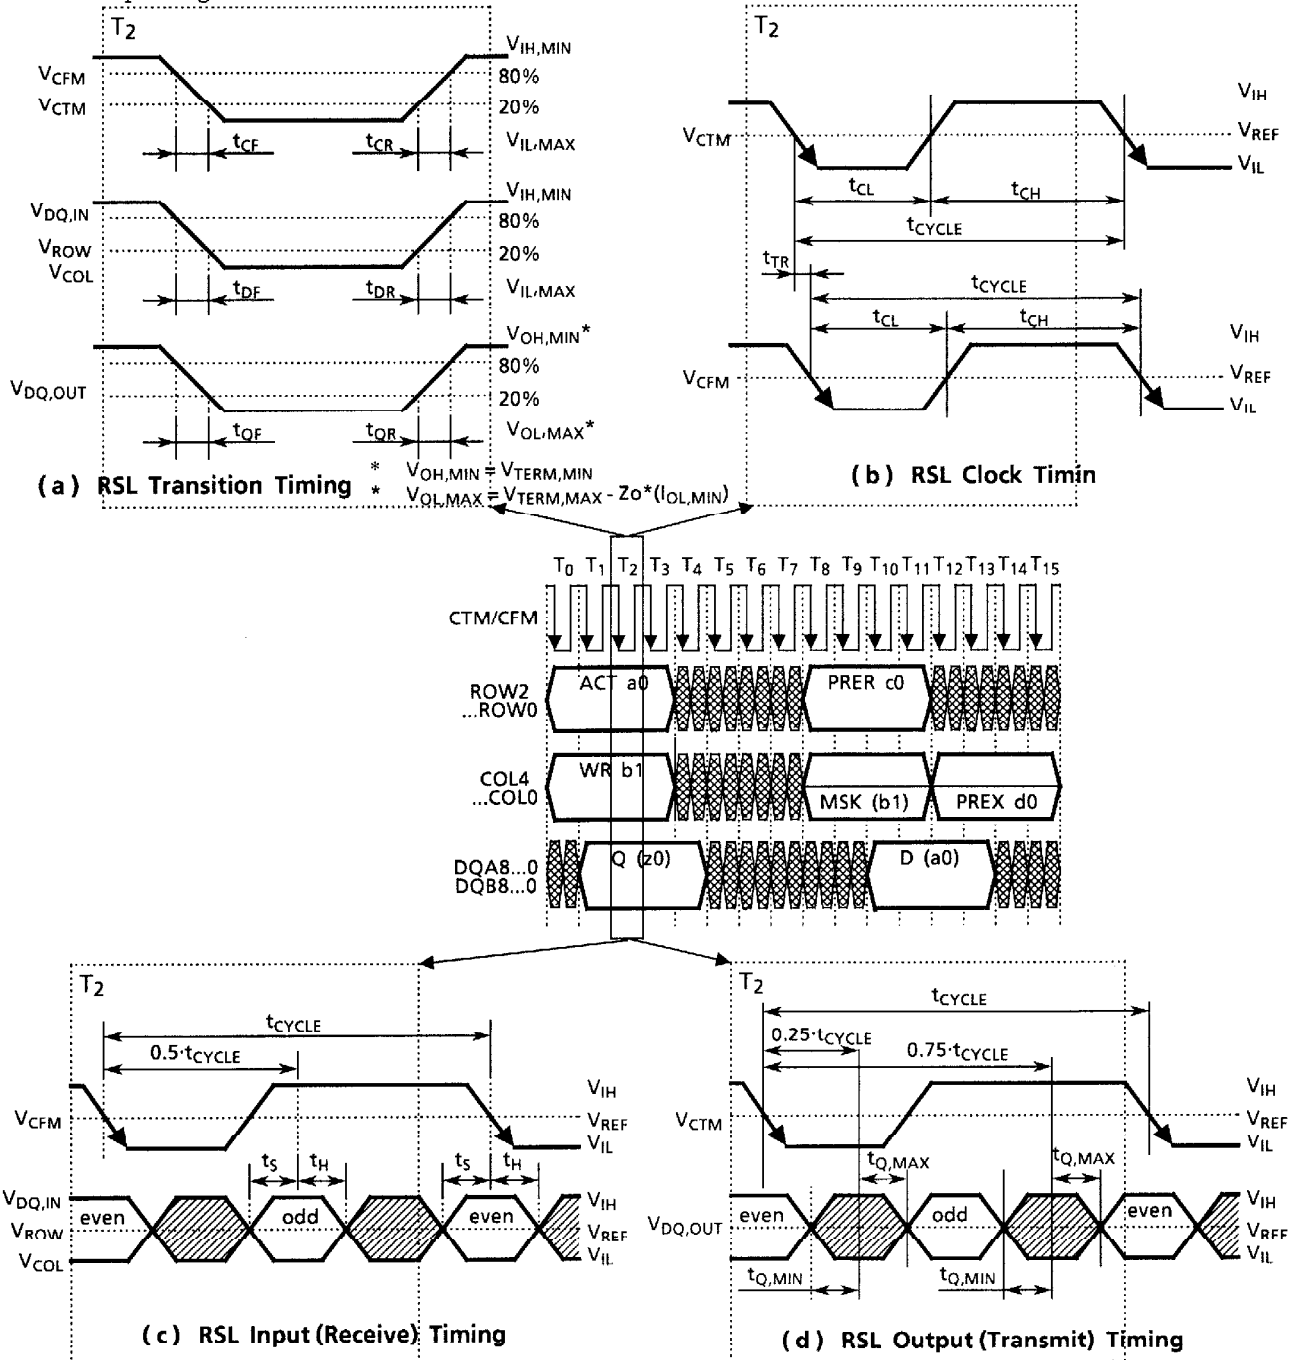 T2
VIH,MIN
VCFM
80%
VCTM
20%
tCF
tCR
VIL,MAX
VIH,MIN
VDQ,IN
80%
VROW
20%
VCOL
tDF
tDR
VIL,MAX
VOH,MIN*
80%
VDQ,OUT
20%
tQF
tQR
VOL,MAX*
* VOH,MIN = VTERM,MIN
(a) RSL Transition Timing
* VOL,MAX = VTERM,MAX - Zo*(IOL,MIN)
T2
VIH
VCTM
VREF
VIL
tCL
tCH
tCYCLE
tTR
tCYCLE
tCL
tCH
VIH
VCFM
VREF
VIL
(b) RSL Clock Timin
T0 T1 T2 T3 T4 T5 T6 T7 T8 T9 T10 T11 T12 T13 T14 T15
CTM/CFM
ROW2
...ROW0
ACT a0
PRER c0
COL4
...COL0
WR b1
MSK (b1)
PREX d0
DQA8...0
DQB8...0
Q (z0)
D (a0)
T2
tCYCLE
0.5·tCYCLE
VIH
VCFM
VREF
VIL
tS
tH
tS
tH
VDQ,IN
VIH
even
odd
even
VROW
VREF
VCOL
VIL
(c) RSL Input (Receive) Timing
T2
tCYCLE
0.25·tCYCLE
0.75·tCYCLE
VIH
VCTM
VREF
VIL
tQ,MAX
tQ,MAX
VIH
even
odd
even
VDQ,OUT
VREF
VIL
tQ,MIN
tQ,MIN
(d) RSL Output (Transmit) Timing